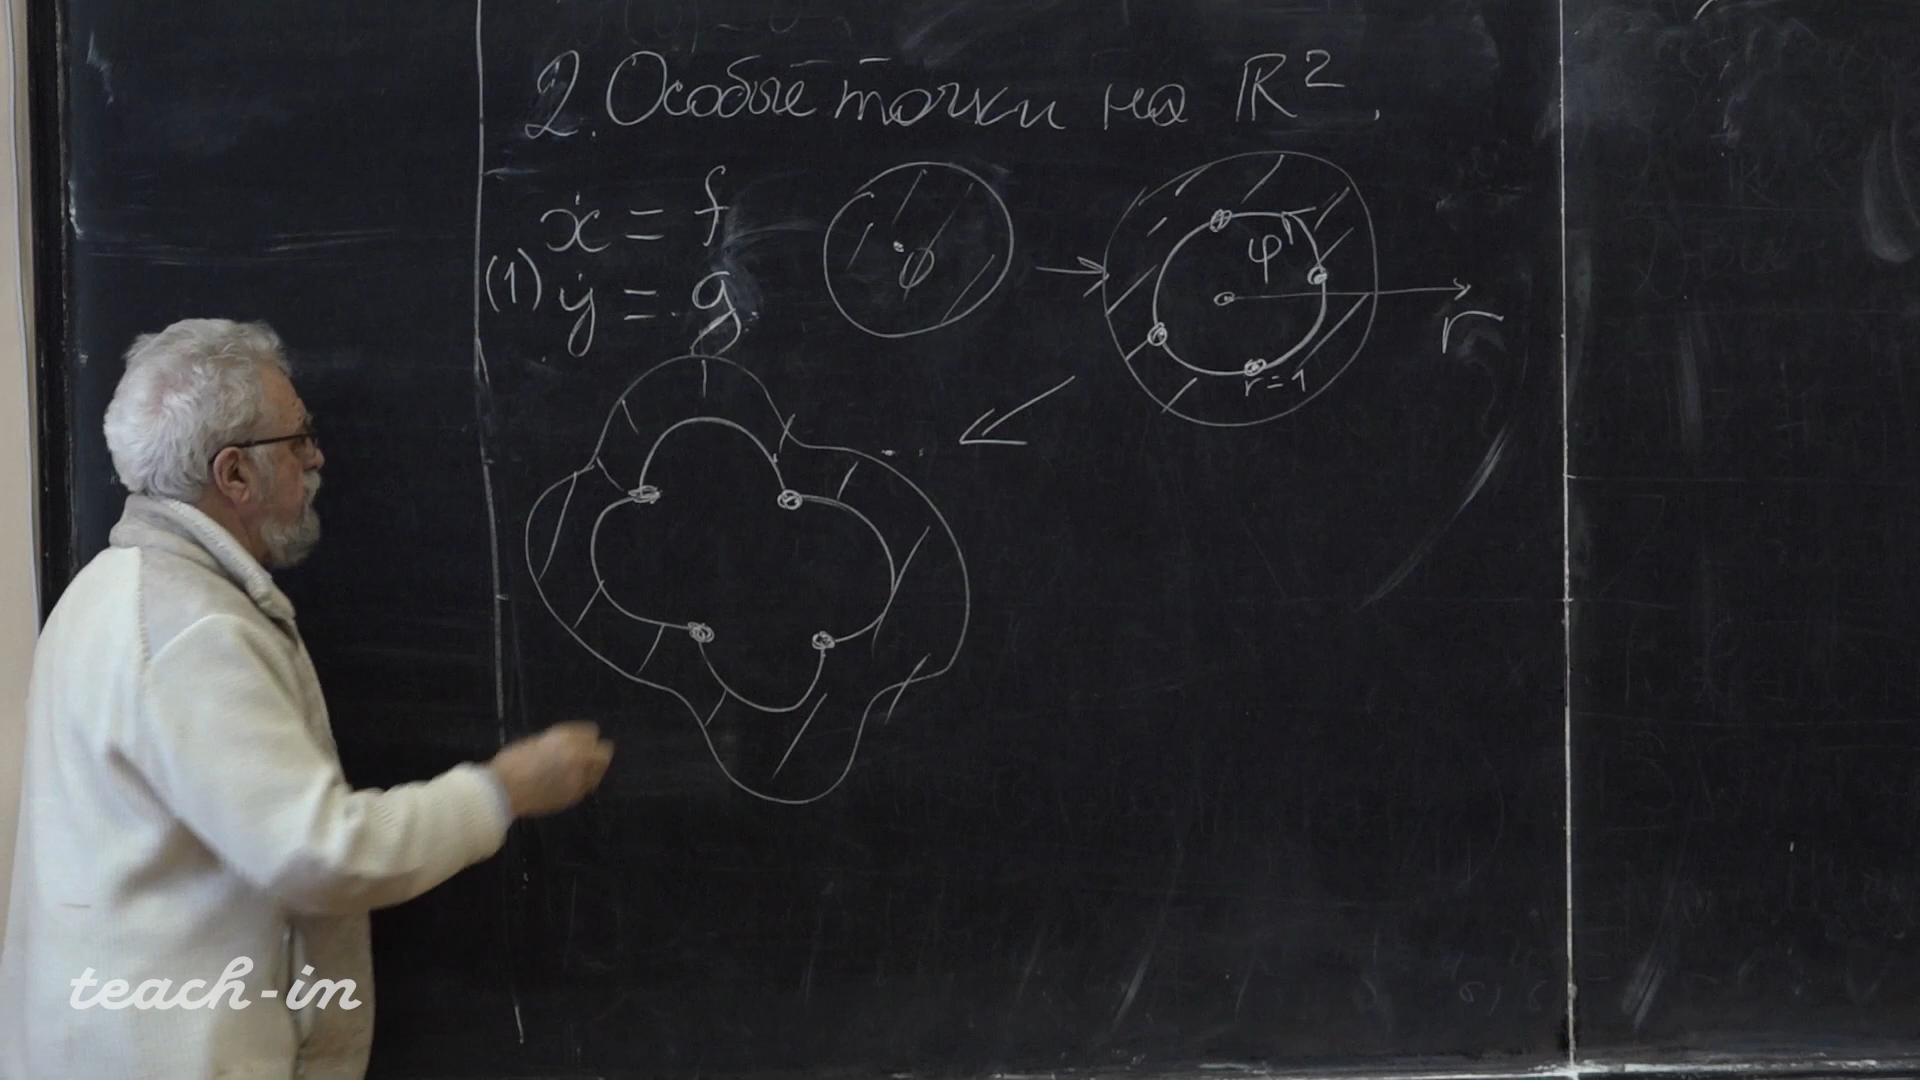 2. Особые точки на ℝ².
ẋ = f
(1) ẏ = g
φ
φ
r
r = 1
teach-in